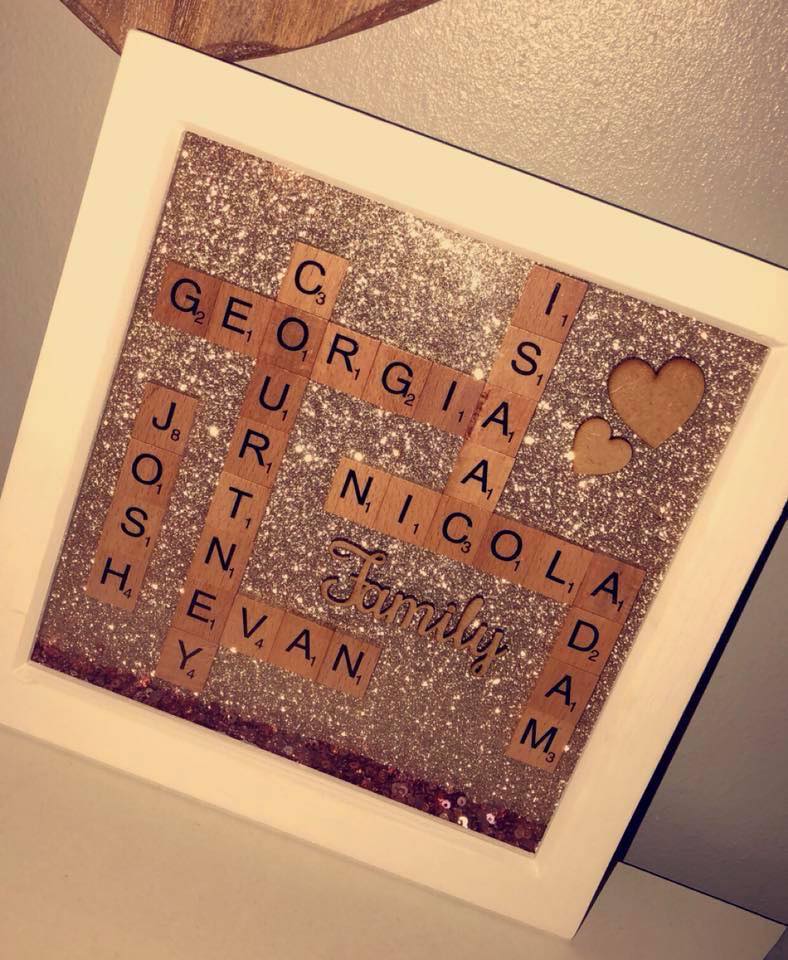 COURTNEY
GEORGIA
ISAAC
JOSH
NICOLA
Family
EVAN
ADAM